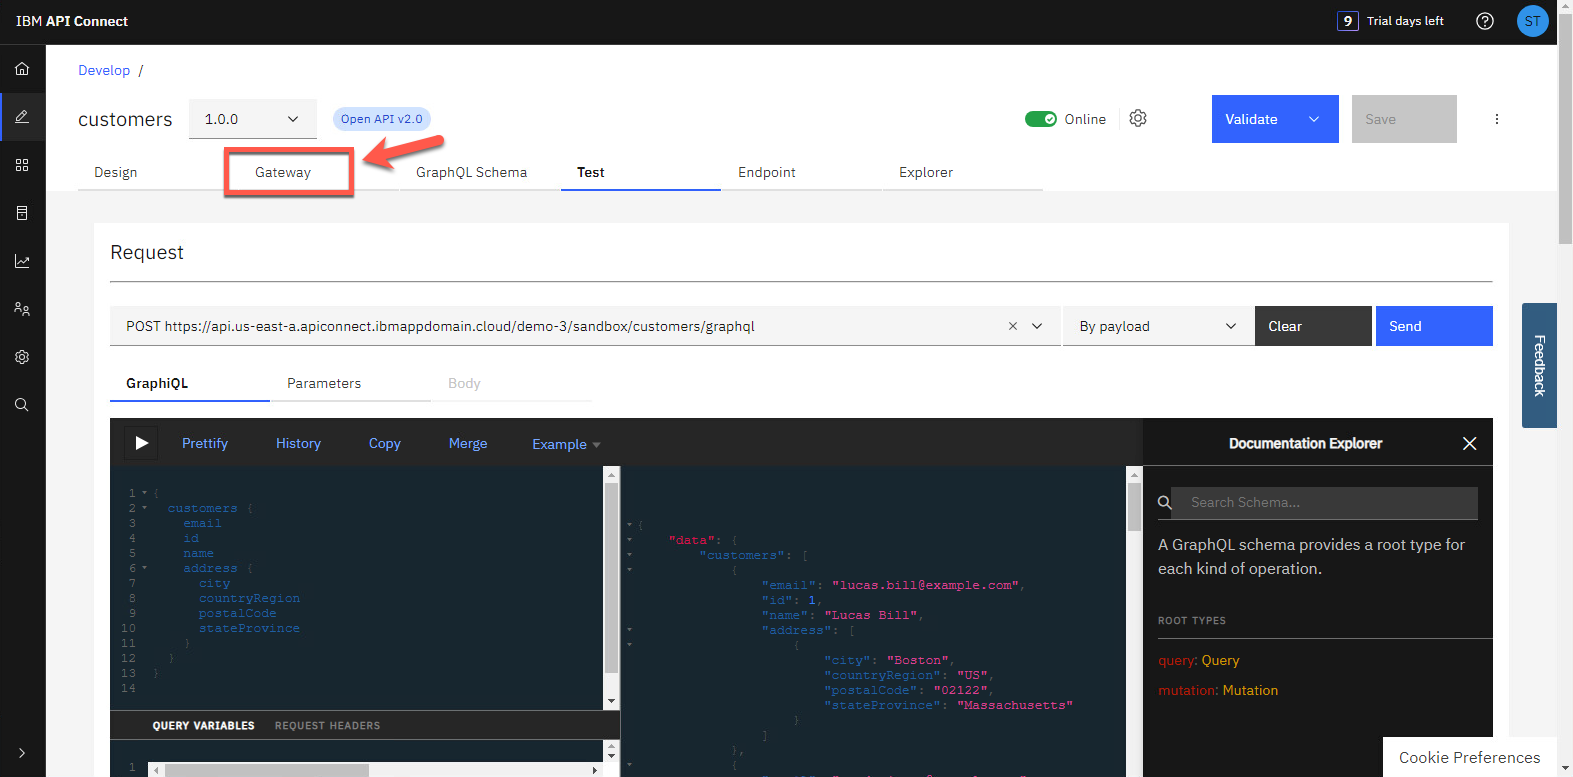 IBM API Connect
9 Trial days left
ST
Develop /
customers 1.0.0 Open API v2.0
Online
Validate Save
Design Gateway GraphQL Schema Test Endpoint Explorer
Request
POST https://api.us-east-a.apiconnect.ibmappdomain.cloud/demo-3/sandbox/customers/graphql
By payload Clear Send
GraphiQL Parameters Body
Feedback
Prettify History Copy Merge Example
1 {
2 customers {
3 email
4 id
5 name
6 address {
7 city
8 countryRegion
9 postalCode
10 stateProvince
11 }
12 }
13 }
14
QUERY VARIABLES REQUEST HEADERS
1
{
"data": {
"customers": [
{
"email": "lucas.bill@example.com",
"id": 1,
"name": "Lucas Bill",
"address": [
{
"city": "Boston",
"countryRegion": "US",
"postalCode": "02122",
"stateProvince": "Massachusetts"
}
]
},
{
Documentation Explorer
Search Schema...
A GraphQL schema provides a root type for
each kind of operation.
ROOT TYPES
query: Query
mutation: Mutation
Cookie Preferences